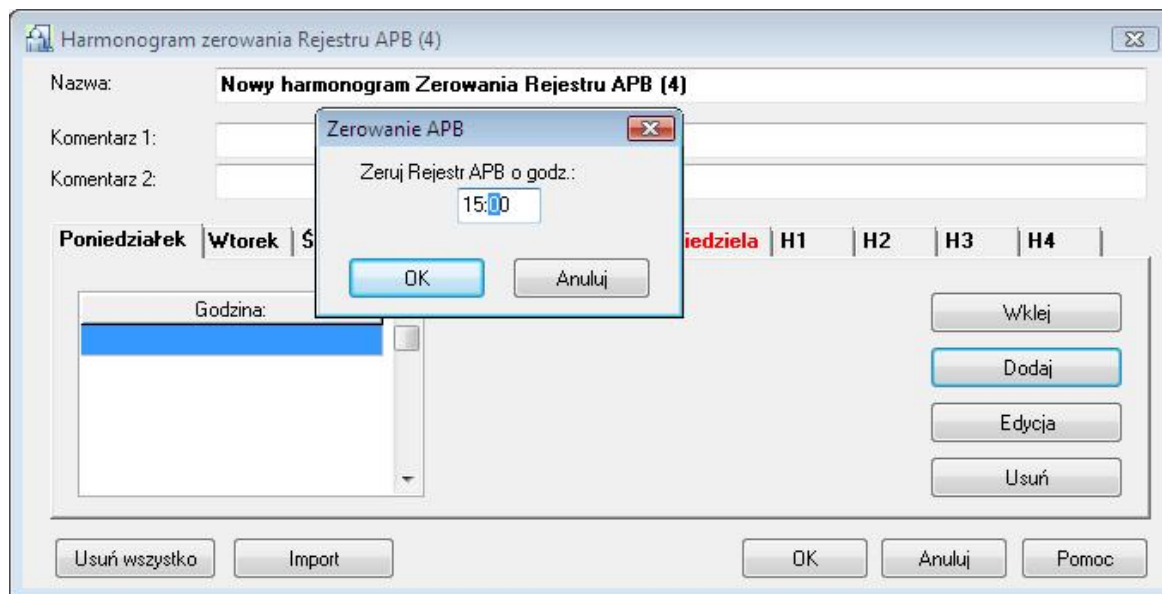 Harmonogram zerowania Rejestru APB (4)
Nazwa: Nowy harmonogram Zerowania Rejestru APB (4)
Zerowanie APB
Komentarz 1:
Zeruj Rejestr APB o godz.:
Komentarz 2:
15:00
Poniedziałek Wtorek Ś iedziela H1 H2 H3 H4
OK Anuluj
Godzina:
Wklej
Dodaj
Edycja
Usuń
Usuń wszystko Import OK Anuluj Pomoc